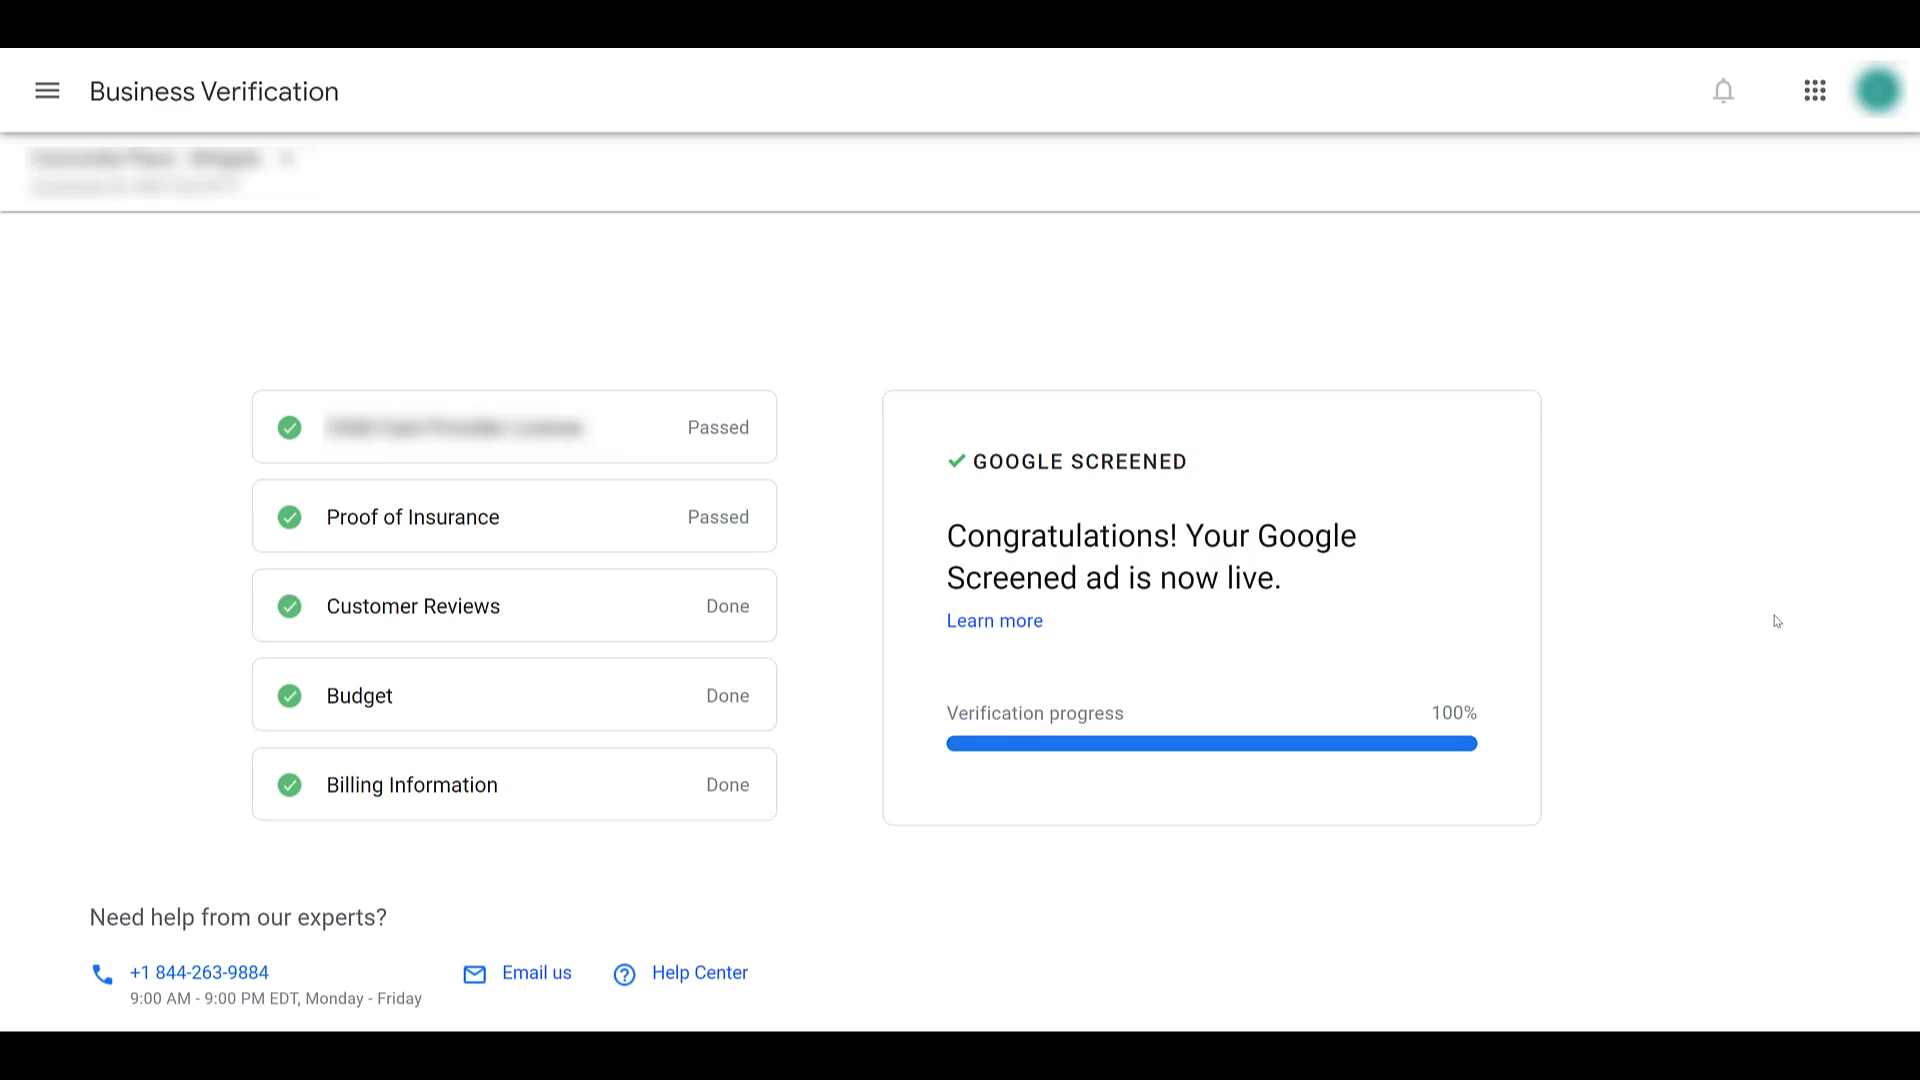 Business Verification
Passed
Proof of Insurance Passed
Customer Reviews Done
Budget Done
Billing Information Done
GOOGLE SCREENED
Congratulations! Your Google
Screened ad is now live.
Learn more
Verification progress 100%
Need help from our experts?
+1 844-263-9884 Email us Help Center
9:00 AM - 9:00 PM EDT, Monday - Friday